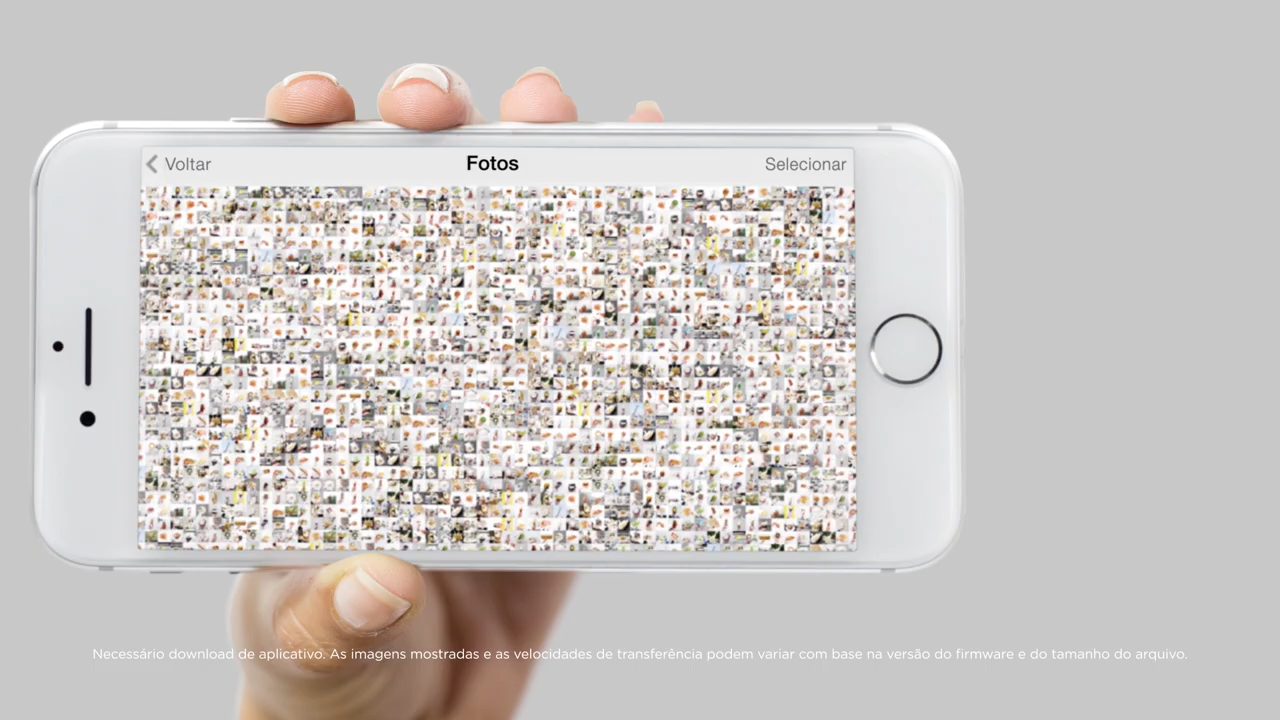 Voltar Fotos Selecionar
Necessário download de aplicativo. As imagens mostradas e as velocidades de transferência podem variar com base na versão do firmware e do tamanho do arquivo.